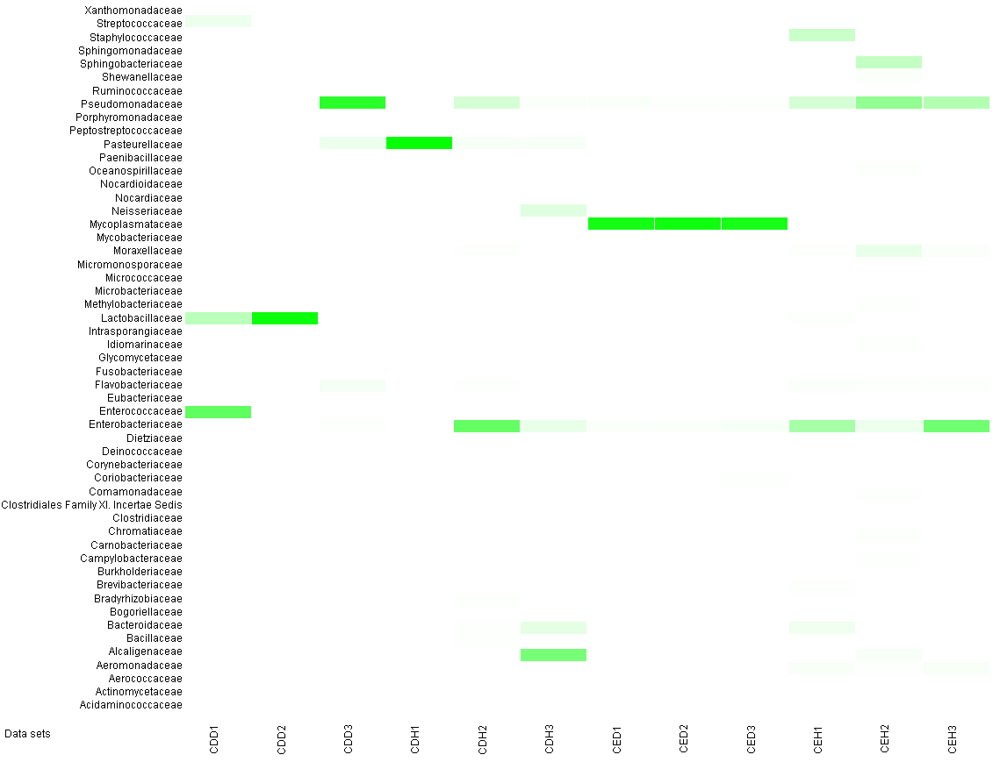 Xanthomonadaceae
Streptococcaceae
Staphylococcaceae
Sphingomonadaceae
Sphingobacteriaceae
Shewanellaceae
Ruminococcaceae
Pseudomonadaceae
Porphyromonadaceae
Peptostreptococcaceae
Pasteurellaceae
Paenibacillaceae
Oceanospirillaceae
Nocardioidaceae
Nocardiaceae
Neisseriaceae
Mycoplasmataceae
Mycobacteriaceae
Moraxellaceae
Micromonosporaceae
Micrococcaceae
Microbacteriaceae
Methylobacteriaceae
Lactobacillaceae
Intrasporangiaceae
Idiomarinaceae
Glycomycetaceae
Fusobacteriaceae
Flavobacteriaceae
Eubacteriaceae
Enterococcaceae
Enterobacteriaceae
Dietziaceae
Deinococcaceae
Corynebacteriaceae
Coriobacteriaceae
Comamonadaceae
Clostridiales Family XI. Incertae Sedis
Clostridiaceae
Chromatiaceae
Carnobacteriaceae
Campylobacteraceae
Burkholderiaceae
Brevibacteriaceae
Bradyrhizobiaceae
Bogoriellaceae
Bacteroidaceae
Bacillaceae
Alcaligenaceae
Aeromonadaceae
Aerococcaceae
Actinomycetaceae
Acidaminococcaceae
Data sets
CDD1
CDD2
CDD3
CDH1
CDH2
CDH3
CED1
CED2
CED3
CEH1
CEH2
CEH3